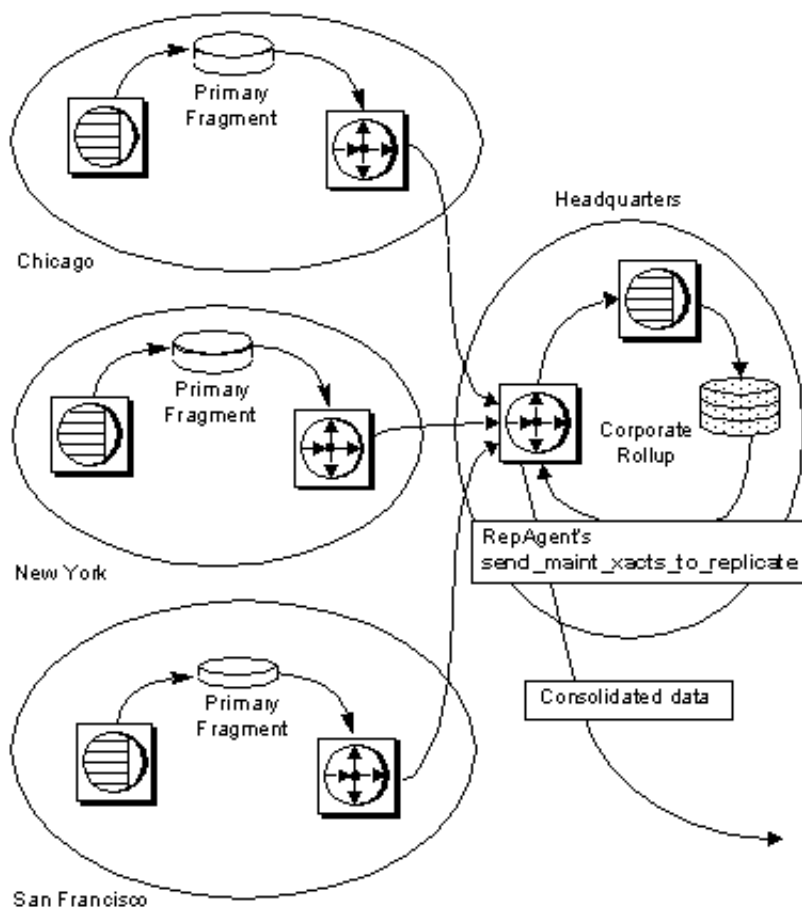 Primary
Fragment
Chicago
Headquarters
Primary
Fragment
Corporate
Rollup
New York
RepAgent's
send_maint_xacts_to_replicate
Primary
Fragment
Consolidated data
San Francisco